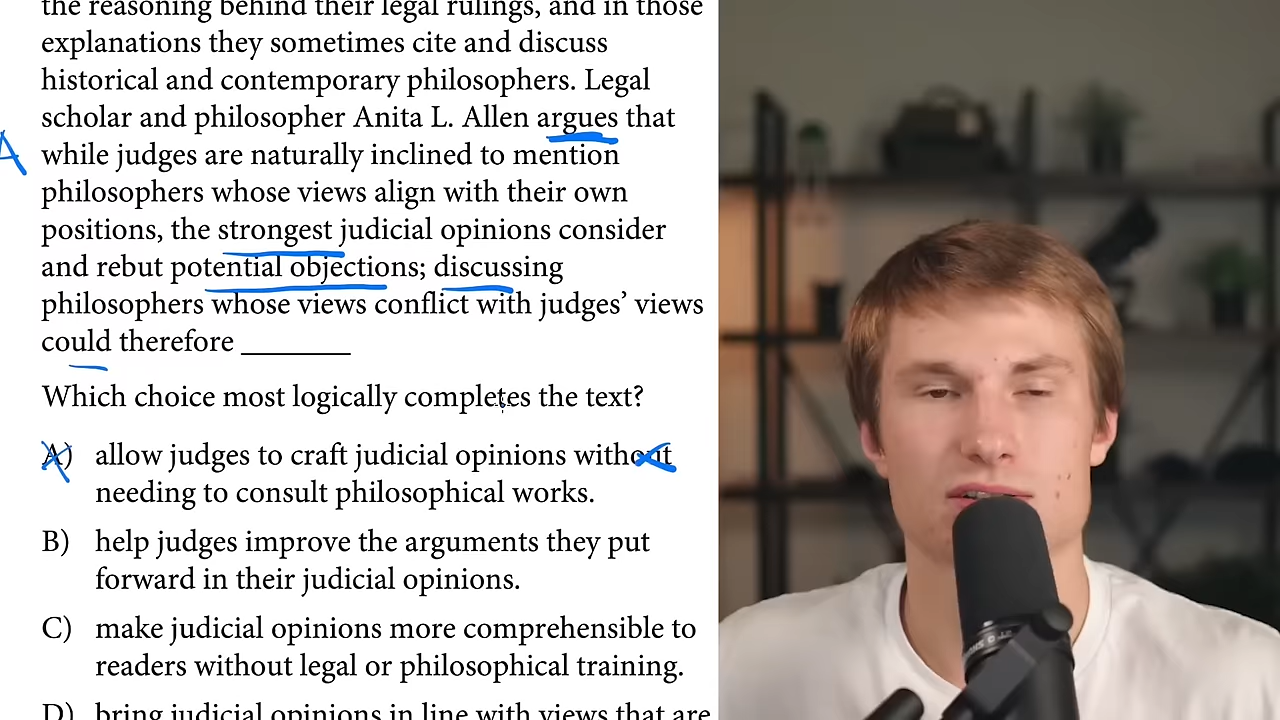 the reasoning behind their legal rulings, and in those
explanations they sometimes cite and discuss
historical and contemporary philosophers. Legal
scholar and philosopher Anita L. Allen argues that
while judges are naturally inclined to mention
philosophers whose views align with their own
positions, the strongest judicial opinions consider
and rebut potential objections; discussing
philosophers whose views conflict with judges’ views
could therefore _______
Which choice most logically completes the text?
A) allow judges to craft judicial opinions without
needing to consult philosophical works.
B) help judges improve the arguments they put
forward in their judicial opinions.
C) make judicial opinions more comprehensible to
readers without legal or philosophical training.
D) bring judicial opinions in line with views that are